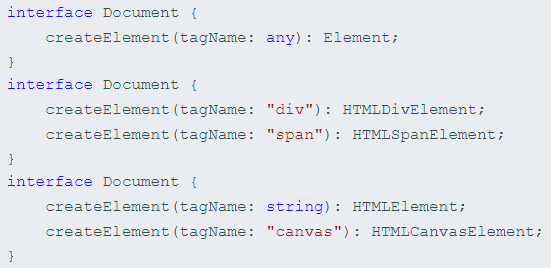 interface Document {
    createElement(tagName: any): Element;
}
interface Document {
    createElement(tagName: "div"): HTMLDivElement;
    createElement(tagName: "span"): HTMLSpanElement;
}
interface Document {
    createElement(tagName: string): HTMLElement;
    createElement(tagName: "canvas"): HTMLCanvasElement;
}